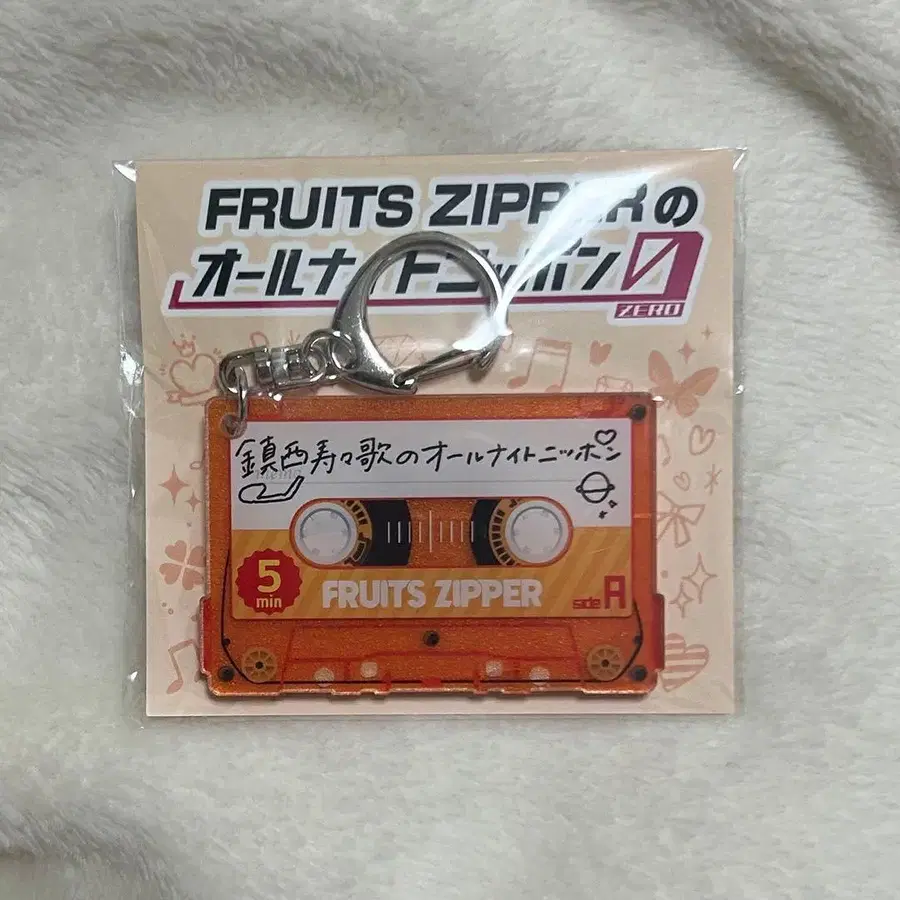 FRUITS ZIPPERの
オールナイトニッポン0
ZERO
鎮西寿々歌のオールナイトニッポン
memo
5
min
FRUITS ZIPPER
side A